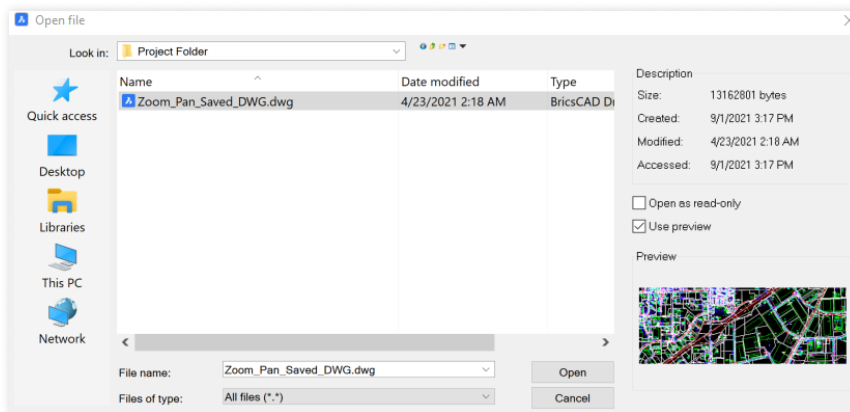 Open file
Look in:
Project Folder
Quick access
Desktop
Libraries
This PC
Network
Name
Date modified
Type
Zoom_Pan_Saved_DWG.dwg
4/23/2021 2:18 AM
BricsCAD Dr
File name:
Zoom_Pan_Saved_DWG.dwg
Open
Files of type:
All files (*.*)
Cancel
Description
Size: 13162801 bytes
Created: 9/1/2021 3:17 PM
Modified: 4/23/2021 2:18 AM
Accessed: 9/1/2021 3:17 PM
Open as read-only
Use preview
Preview